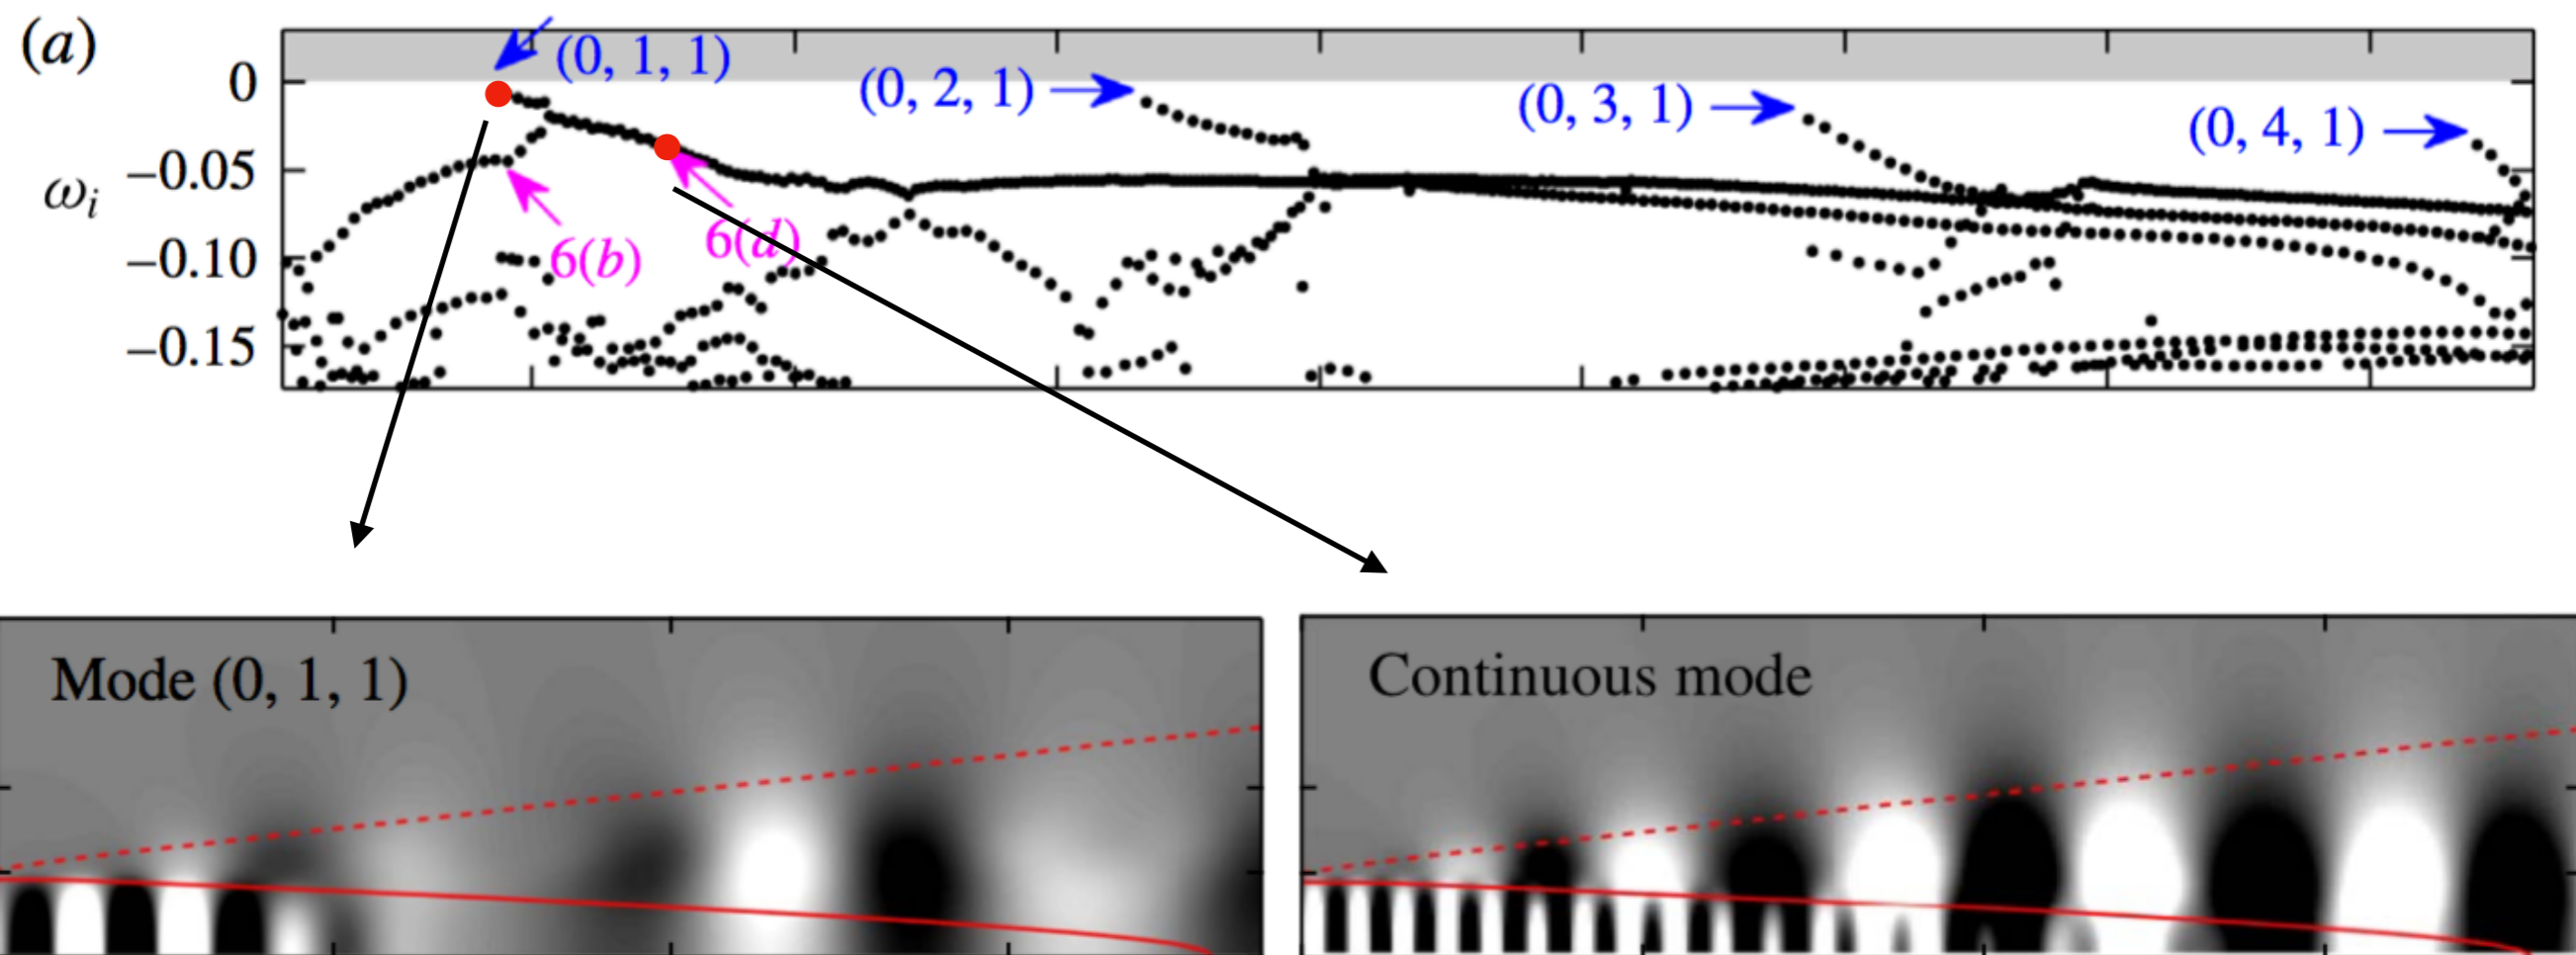 (a)
(0, 1, 1)
(0, 2, 1)
(0, 3, 1)
(0, 4, 1)
0
−0.05
−0.10
−0.15
ωi
6(b)
6(d)
Mode (0, 1, 1)
Continuous mode